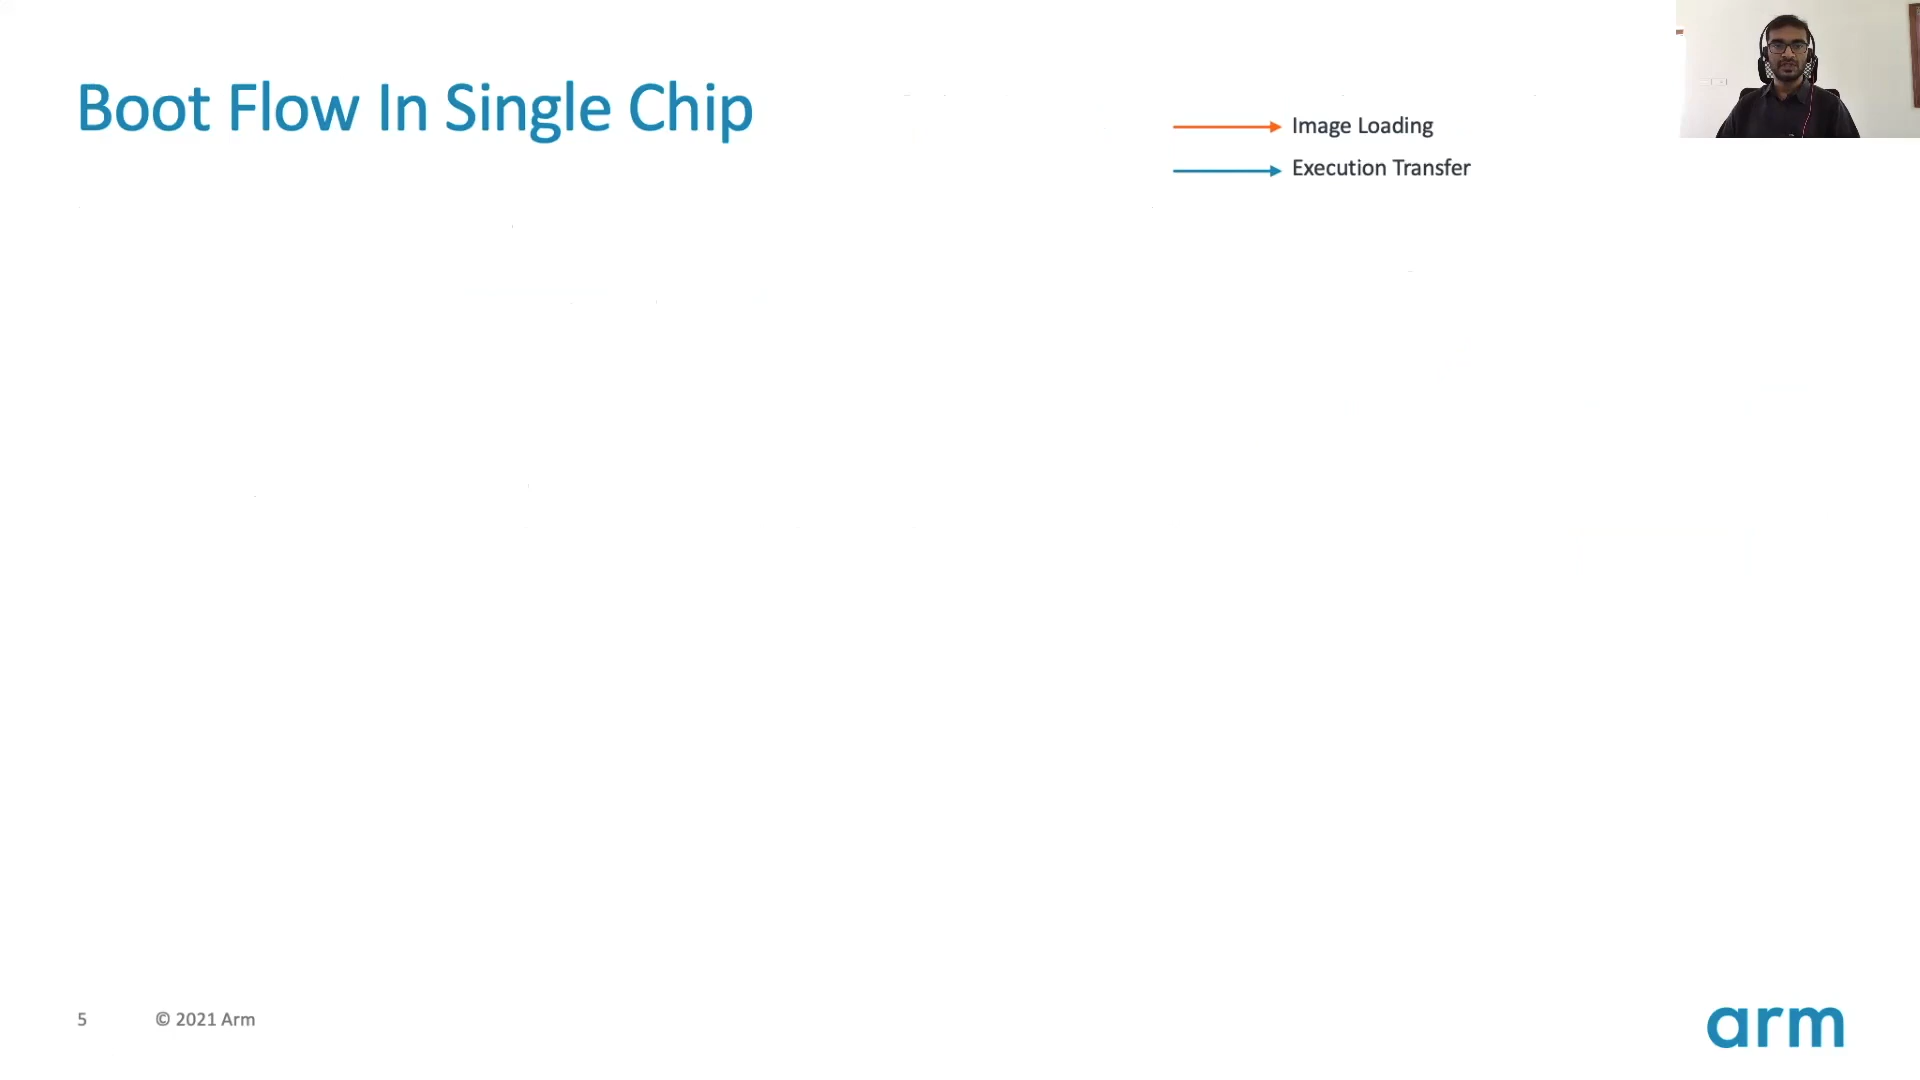 Boot Flow In Single Chip
Image Loading
Execution Transfer
5
© 2021 Arm
arm